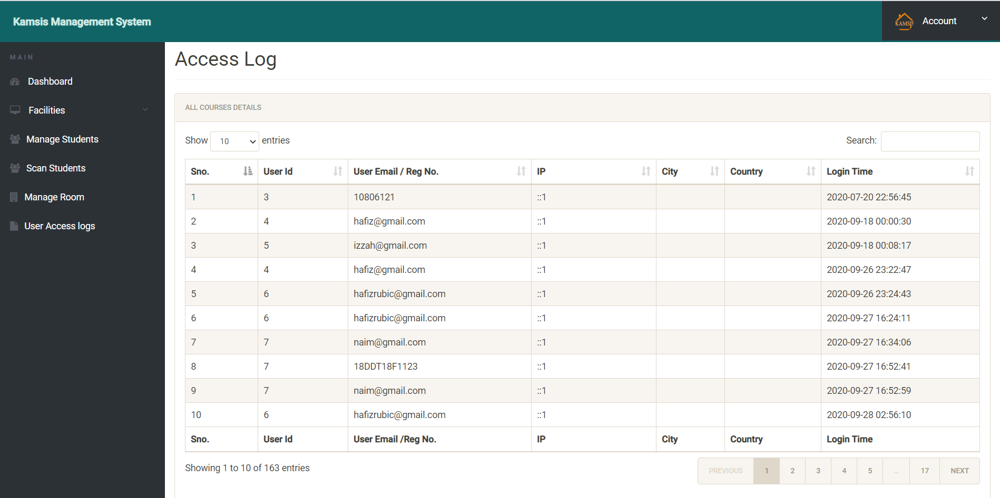 Kamsis Management System
KAMSIS
Account
MAIN
Dashboard
Facilities
Manage Students
Scan Students
Manage Room
User Access logs
Access Log
ALL COURSES DETAILS
Show 10 entries
Search:
Sno. User Id User Email / Reg No. IP City Country Login Time
1 3 10806121 ::1 2020-07-20 22:56:45
2 4 hafiz@gmail.com ::1 2020-09-18 00:00:30
3 5 izzah@gmail.com ::1 2020-09-18 00:08:17
4 4 hafiz@gmail.com ::1 2020-09-26 23:22:47
5 6 hafizrubic@gmail.com ::1 2020-09-26 23:24:43
6 6 hafizrubic@gmail.com ::1 2020-09-27 16:24:11
7 7 naim@gmail.com ::1 2020-09-27 16:34:06
8 7 18DDT18F1123 ::1 2020-09-27 16:52:41
9 7 naim@gmail.com ::1 2020-09-27 16:52:59
10 6 hafizrubic@gmail.com ::1 2020-09-28 02:56:10
Sno. User Id User Email /Reg No. IP City Country Login Time
Showing 1 to 10 of 163 entries
PREVIOUS 1 2 3 4 5 ... 17 NEXT